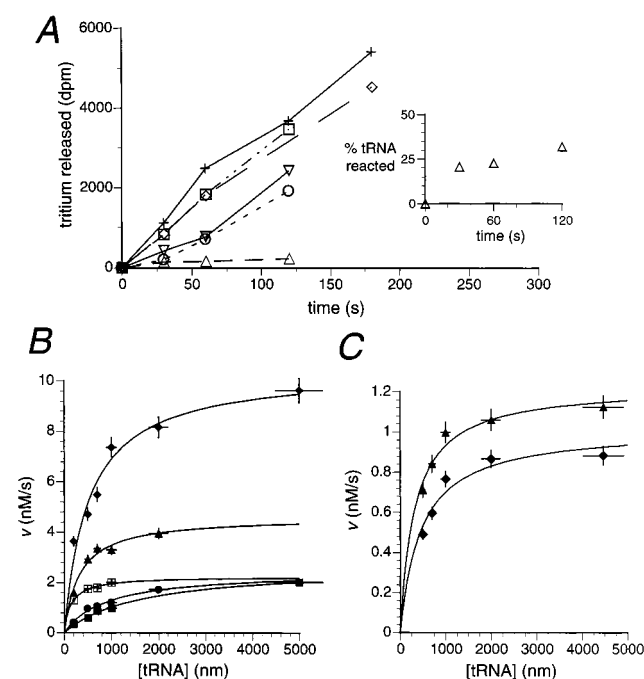 A
6000
4000
2000
0
tritium released (dpm)
0 50 100 150 200 250 300
time (s)
50
25
0
% tRNA
reacted
0 60 120
time (s)
B
10
8
6
4
2
0
v (nM/s)
0 1000 2000 3000 4000 5000
[tRNA] (nm)
C
1.2
1
0.8
0.6
0.4
0.2
0
v (nM/s)
0 1000 2000 3000 4000 5000
[tRNA] (nm)